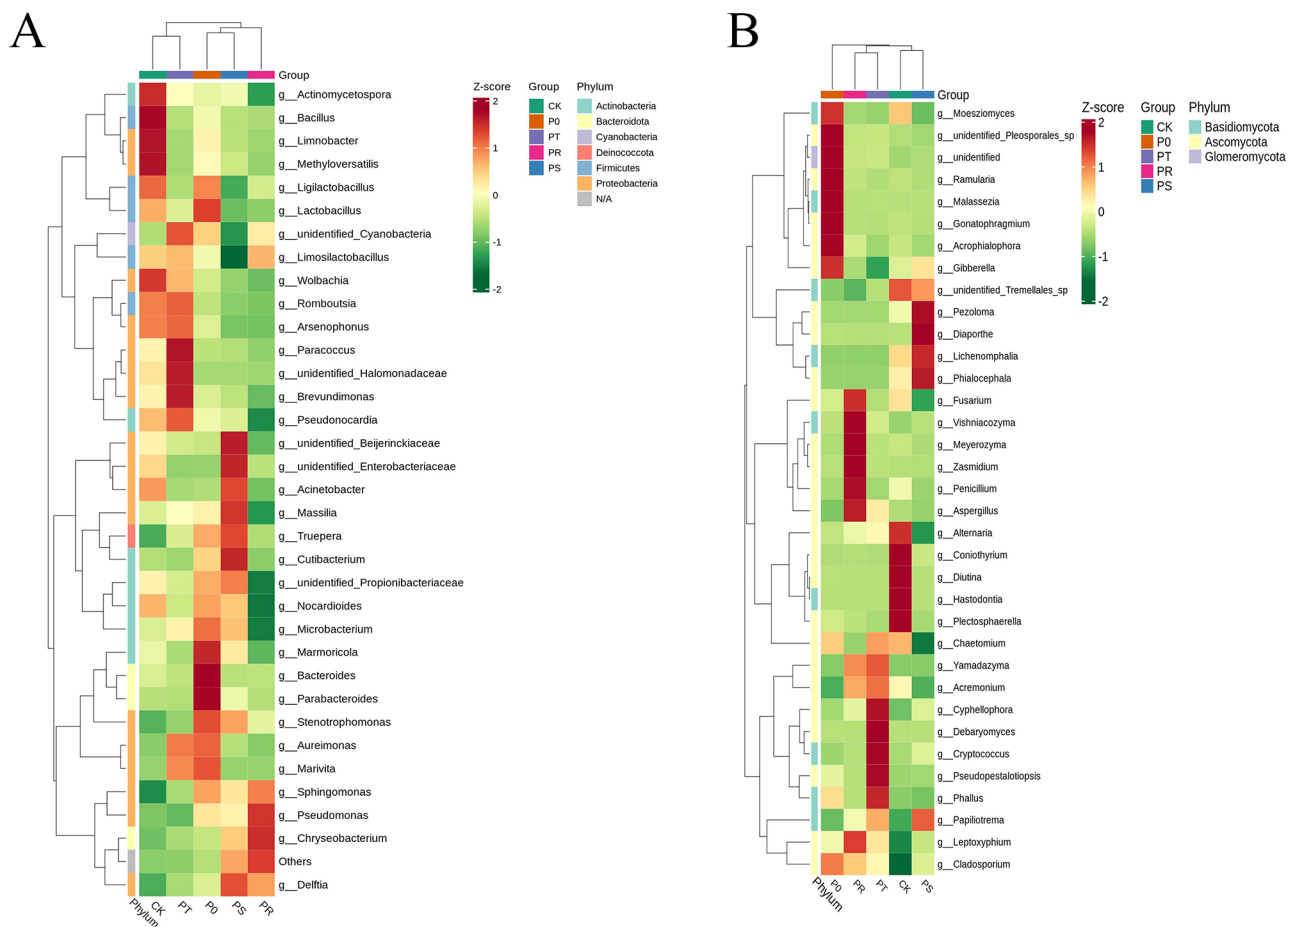 A
Group
g__Actinomycetospora
g__Bacillus
g__Limnobacter
g__Methyloversatilis
g__Ligilactobacillus
g__Lactobacillus
g__unidentified_Cyanobacteria
g__Limosilactobacillus
g__Wolbachia
g__Romboutsia
g__Arsenophonus
g__Paracoccus
g__unidentified_Halomonadaceae
g__Brevundimonas
g__Pseudonocardia
g__unidentified_Beijerinckiaceae
g__unidentified_Enterobacteriaceae
g__Acinetobacter
g__Massilia
g__Truepera
g__Cutibacterium
g__unidentified_Propionibacteriaceae
g__Nocardioides
g__Microbacterium
g__Marmoricola
g__Bacteroides
g__Parabacteroides
g__Stenotrophomonas
g__Aureimonas
g__Marivita
g__Sphingomonas
g__Pseudomonas
g__Chryseobacterium
Others
g__Delftia
Phylum CK PT P0 PS PR
Z-score
2
1
0
-1
-2
Group
CK
P0
PT
PR
PS
Phylum
Actinobacteria
Bacteroidota
Cyanobacteria
Deinococcota
Firmicutes
Proteobacteria
N/A
B
Group
g__Moesziomyces
g__unidentified_Pleosporales_sp
g__unidentified
g__Ramularia
g__Malassezia
g__Gonatophragmium
g__Acrophialophora
g__Gibberella
g__unidentified_Tremellales_sp
g__Pezoloma
g__Diaporthe
g__Lichenomphalia
g__Phialocephala
g__Fusarium
g__Vishniacozyma
g__Meyerozyma
g__Zasmidium
g__Penicillium
g__Aspergillus
g__Alternaria
g__Coniothyrium
g__Diutina
g__Hastodontia
g__Plectosphaerella
g__Chaetomium
g__Yamadazyma
g__Acremonium
g__Cyphellophora
g__Debaryomyces
g__Cryptococcus
g__Pseudopestalotiopsis
g__Phallus
g__Papiliotrema
g__Leptoxyphium
g__Cladosporium
Phylum P0 PR PT CK PS
Z-score
2
1
0
-1
-2
Group
CK
P0
PT
PR
PS
Phylum
Basidiomycota
Ascomycota
Glomeromycota